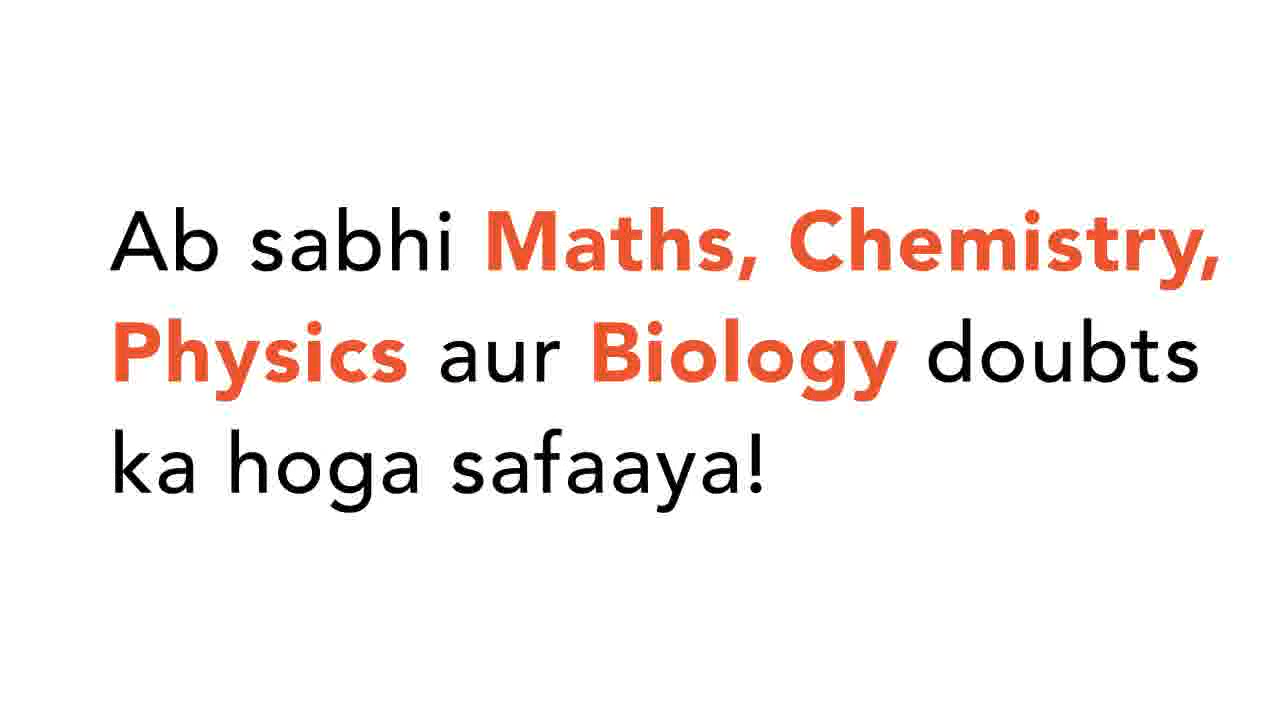 Ab sabhi Maths, Chemistry,
Physics aur Biology doubts
ka hoga safaaya!